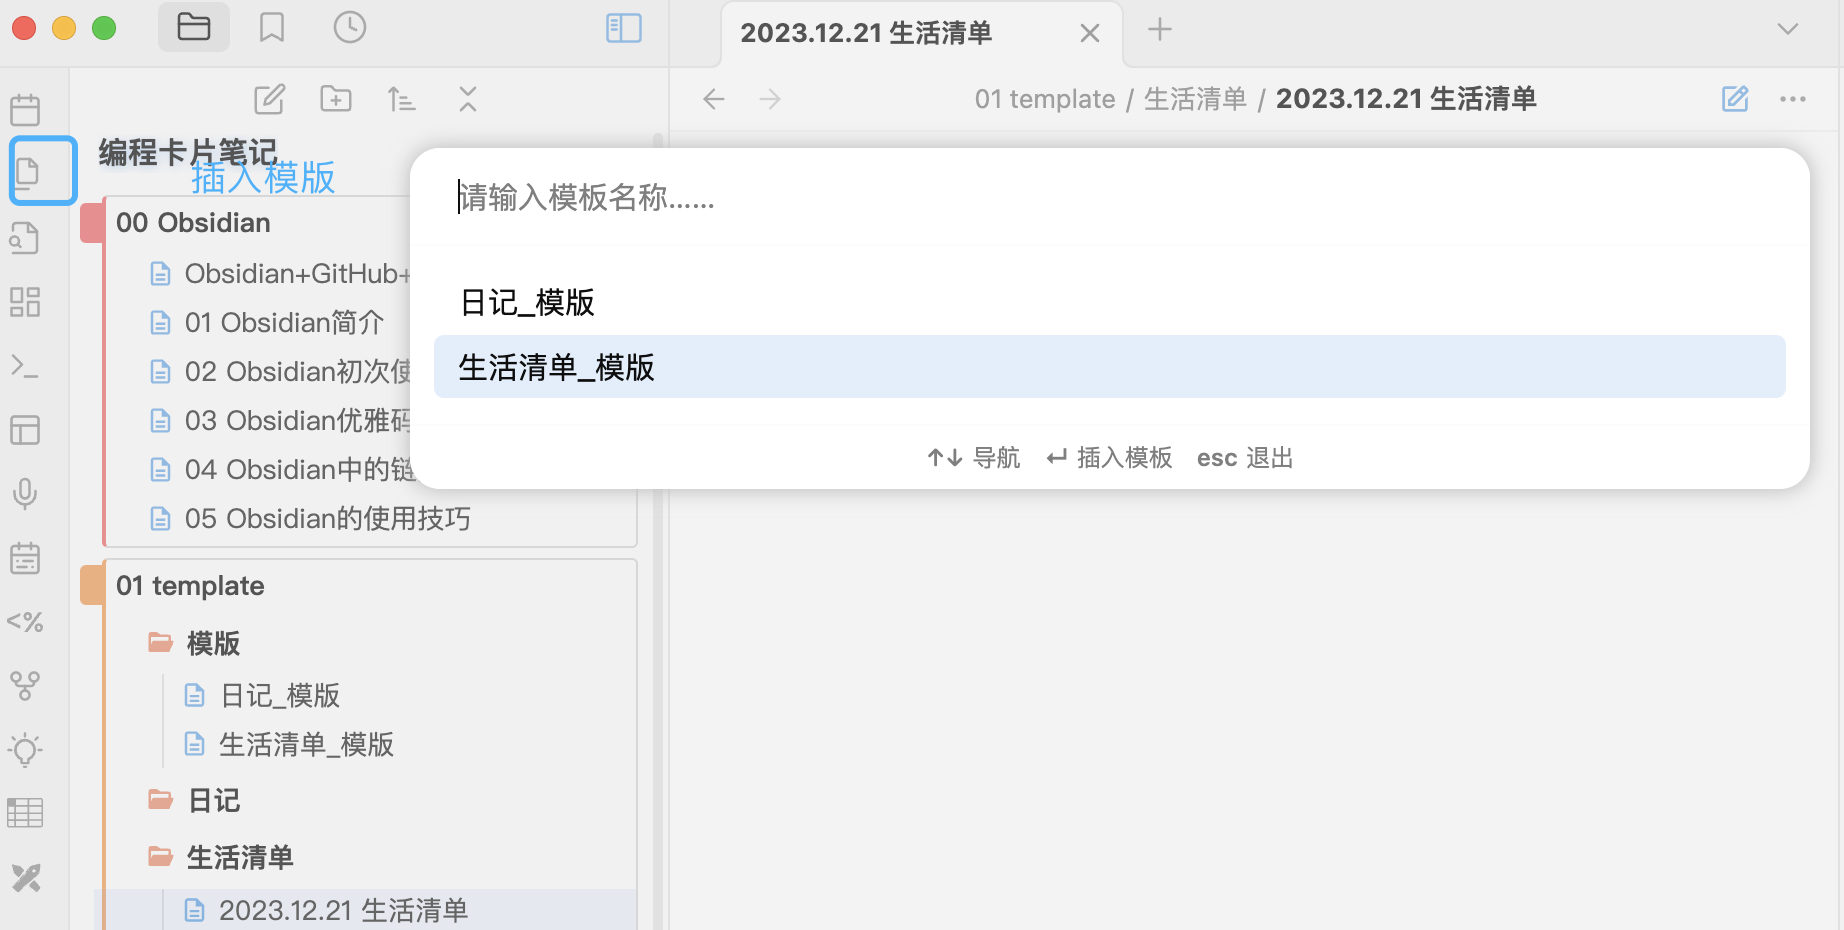 2023.12.21 生活清单
01 template / 生活清单 / 2023.12.21 生活清单
编程卡片笔记
插入模版
00 Obsidian
Obsidian+GitHub+
01 Obsidian简介
02 Obsidian初次使
03 Obsidian优雅码
04 Obsidian中的链
05 Obsidian的使用技巧
01 template
模版
日记_模版
生活清单_模版
日记
生活清单
2023.12.21 生活清单
<%
请输入模板名称......
日记_模版
生活清单_模版
↑↓ 导航 ↵ 插入模板 esc 退出